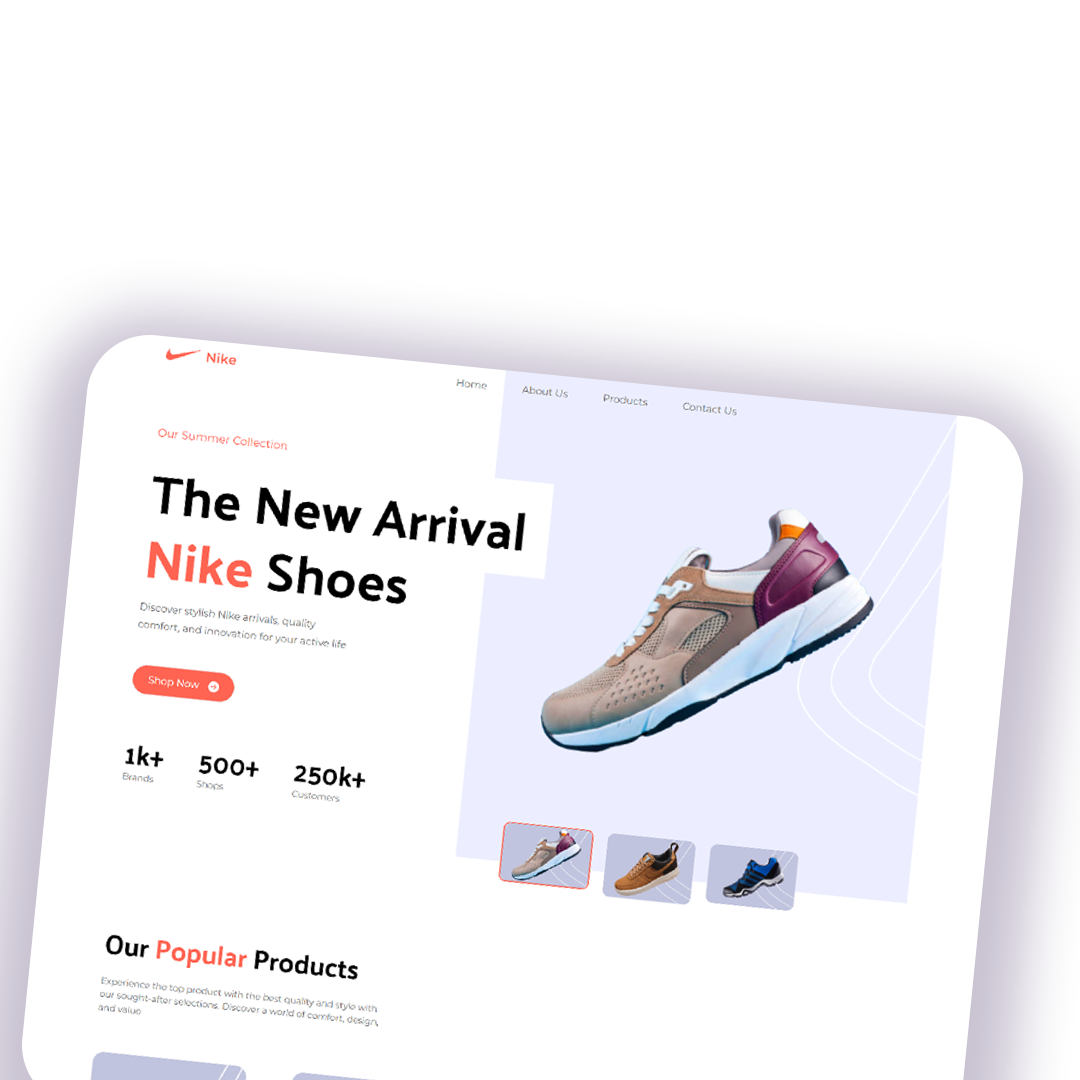 Nike
Home
About Us
Products
Contact Us
Our Summer Collection
The New Arrival
Nike Shoes
Discover stylish Nike arrivals, quality
comfort, and innovation for your active life
Shop Now
1k+
Brands
500+
Shops
250k+
Customers
Our Popular Products
Experience the top product with the best quality and style with
our sought-after selections. Discover a world of comfort, design,
and value